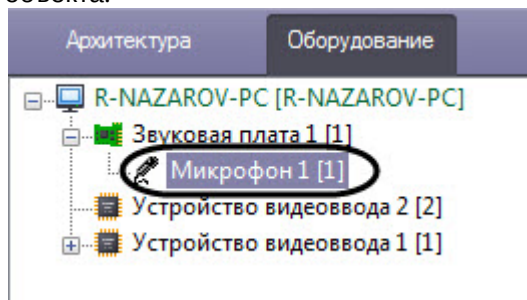 объекта.
Архитектура Оборудование
R-NAZAROV-PC [R-NAZAROV-PC]
Звуковая плата 1 [1]
Микрофон 1 [1]
Устройство видеоввода 2 [2]
Устройство видеоввода 1 [1]